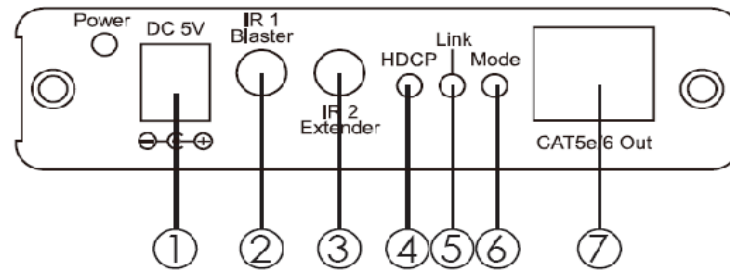 Power
DC 5V
IR 1
Blaster
IR 2
Extender
HDCP
Link
Mode
CAT5e/6 Out
① ② ③ ④ ⑤ ⑥ ⑦